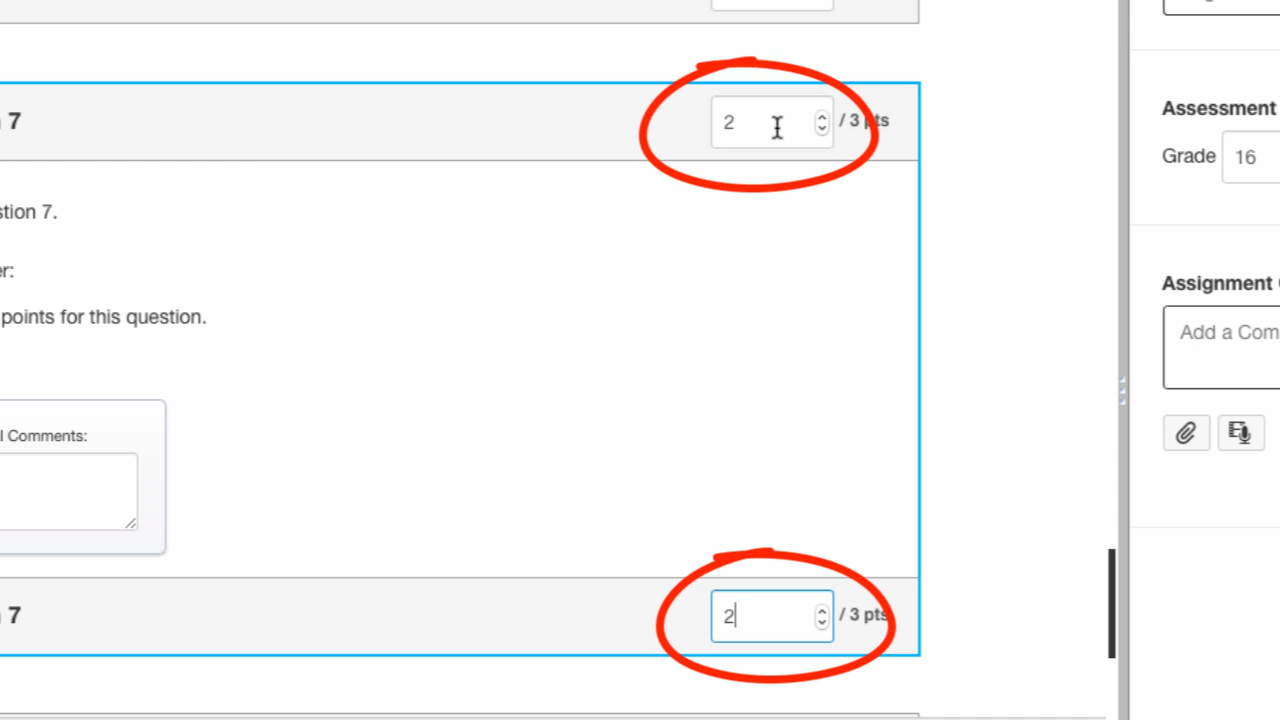 7
2
/ 3 pts
Assessment
Grade
16
stion 7.
er:
points for this question.
Assignment
Add a Com
l Comments:
7
2
/ 3 pts